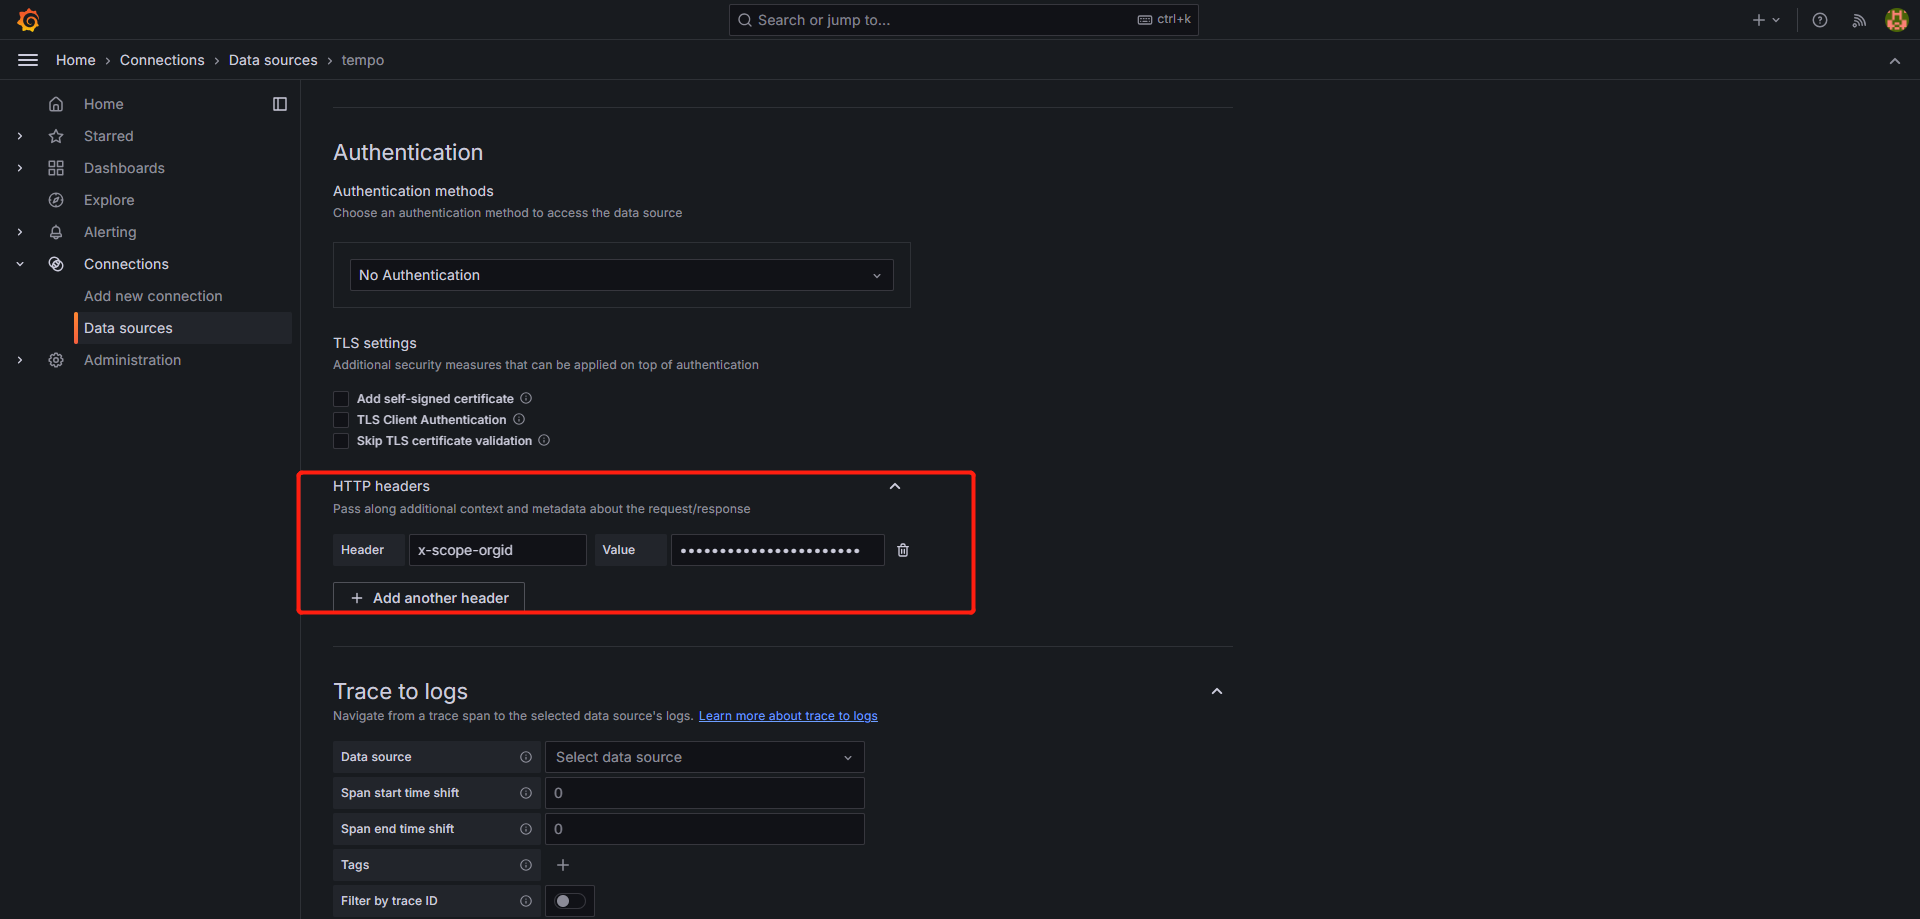 Search or jump to... ctrl+k
Home › Connections › Data sources › tempo
Home
Starred
Dashboards
Explore
Alerting
Connections
Add new connection
Data sources
Administration
Authentication
Authentication methods
Choose an authentication method to access the data source
No Authentication
TLS settings
Additional security measures that can be applied on top of authentication
Add self-signed certificate
TLS Client Authentication
Skip TLS certificate validation
HTTP headers
Pass along additional context and metadata about the request/response
Header x-scope-orgid Value •••••••••••••••••••••••
+ Add another header
Trace to logs
Navigate from a trace span to the selected data source's logs. Learn more about trace to logs
Data source Select data source
Span start time shift 0
Span end time shift 0
Tags +
Filter by trace ID